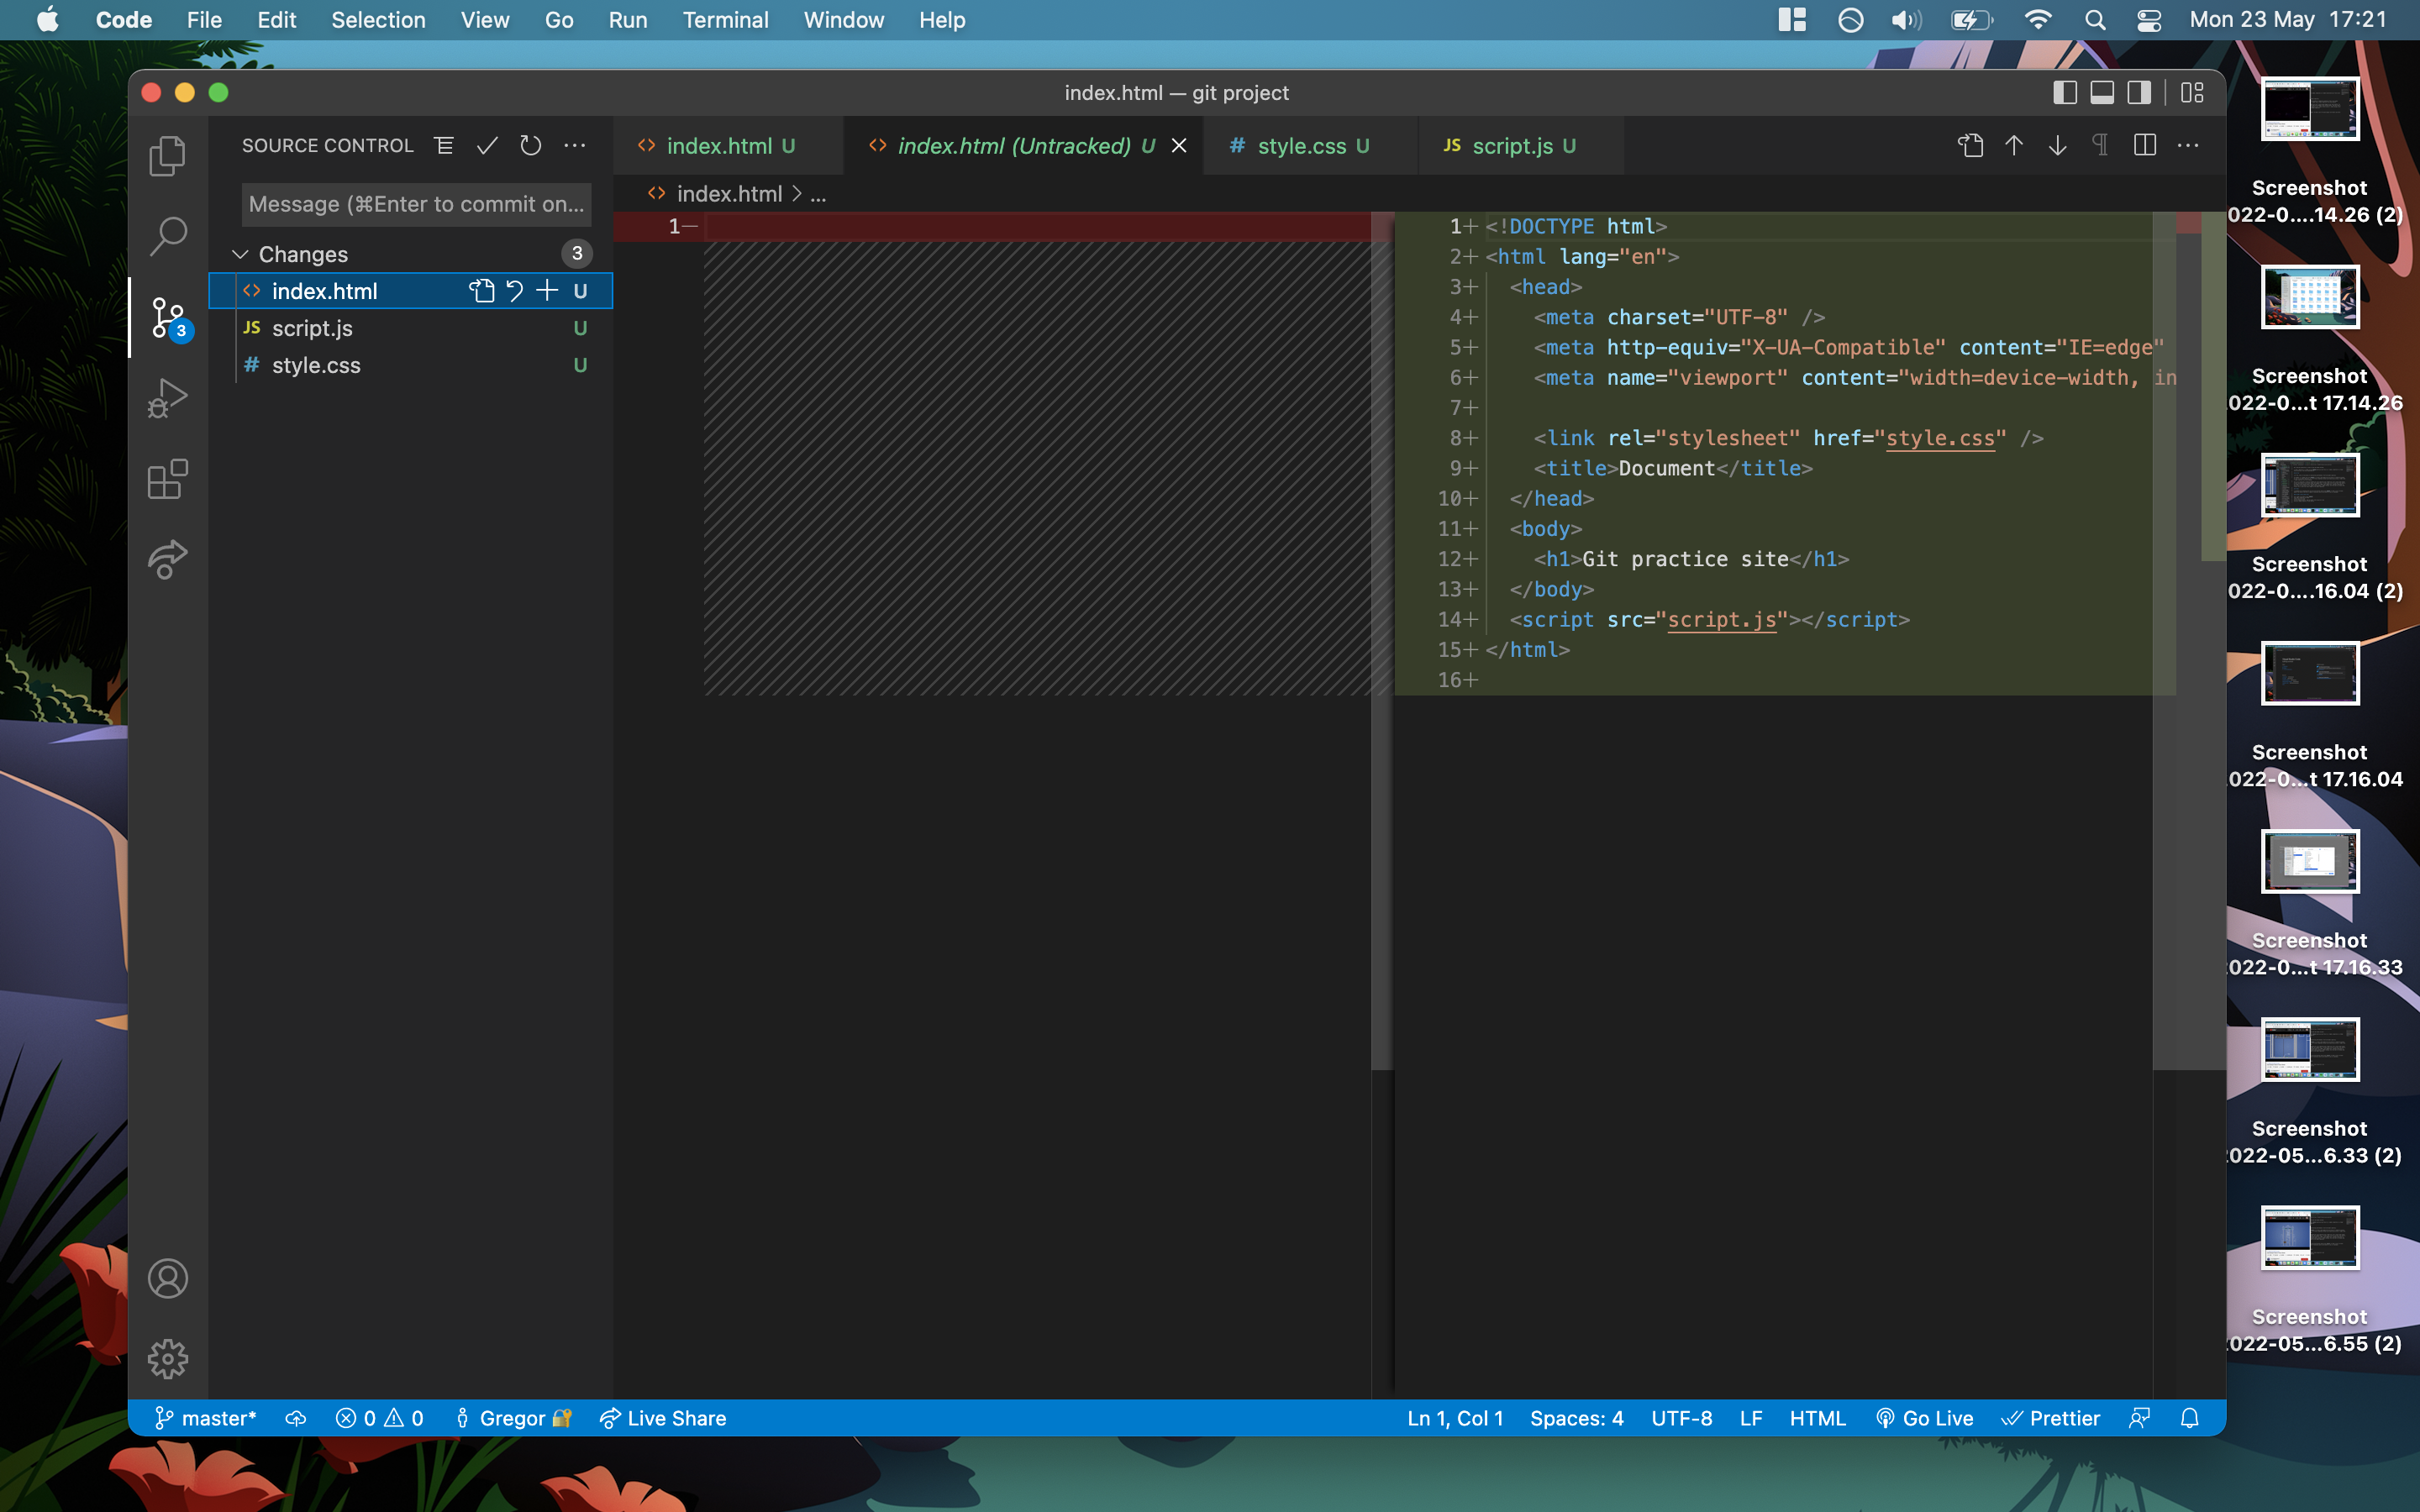 Code File Edit Selection View Go Run Terminal Window Help Mon 23 May 17:21
index.html — git project
SOURCE CONTROL
Message (⌘Enter to commit on...
Changes 3
index.html U
script.js U
style.css U
3
index.html U
index.html (Untracked) U
style.css U
script.js U
index.html > ...
1
1 <!DOCTYPE html>
2 <html lang="en">
3 <head>
4 <meta charset="UTF-8" />
5 <meta http-equiv="X-UA-Compatible" content="IE=edge"
6 <meta name="viewport" content="width=device-width, in
7
8 <link rel="stylesheet" href="style.css" />
9 <title>Document</title>
10 </head>
11 <body>
12 <h1>Git practice site</h1>
13 </body>
14 <script src="script.js"></script>
15 </html>
16
master* 0 0 Gregor Live Share Ln 1, Col 1 Spaces: 4 UTF-8 LF HTML Go Live Prettier
Screenshot
022-0....14.26 (2)
Screenshot
022-0...t 17.14.26
Screenshot
022-0....16.04 (2)
Screenshot
022-0...t 17.16.04
Screenshot
022-0...t 17.16.33
Screenshot
022-05...6.33 (2)
Screenshot
022-05...6.55 (2)